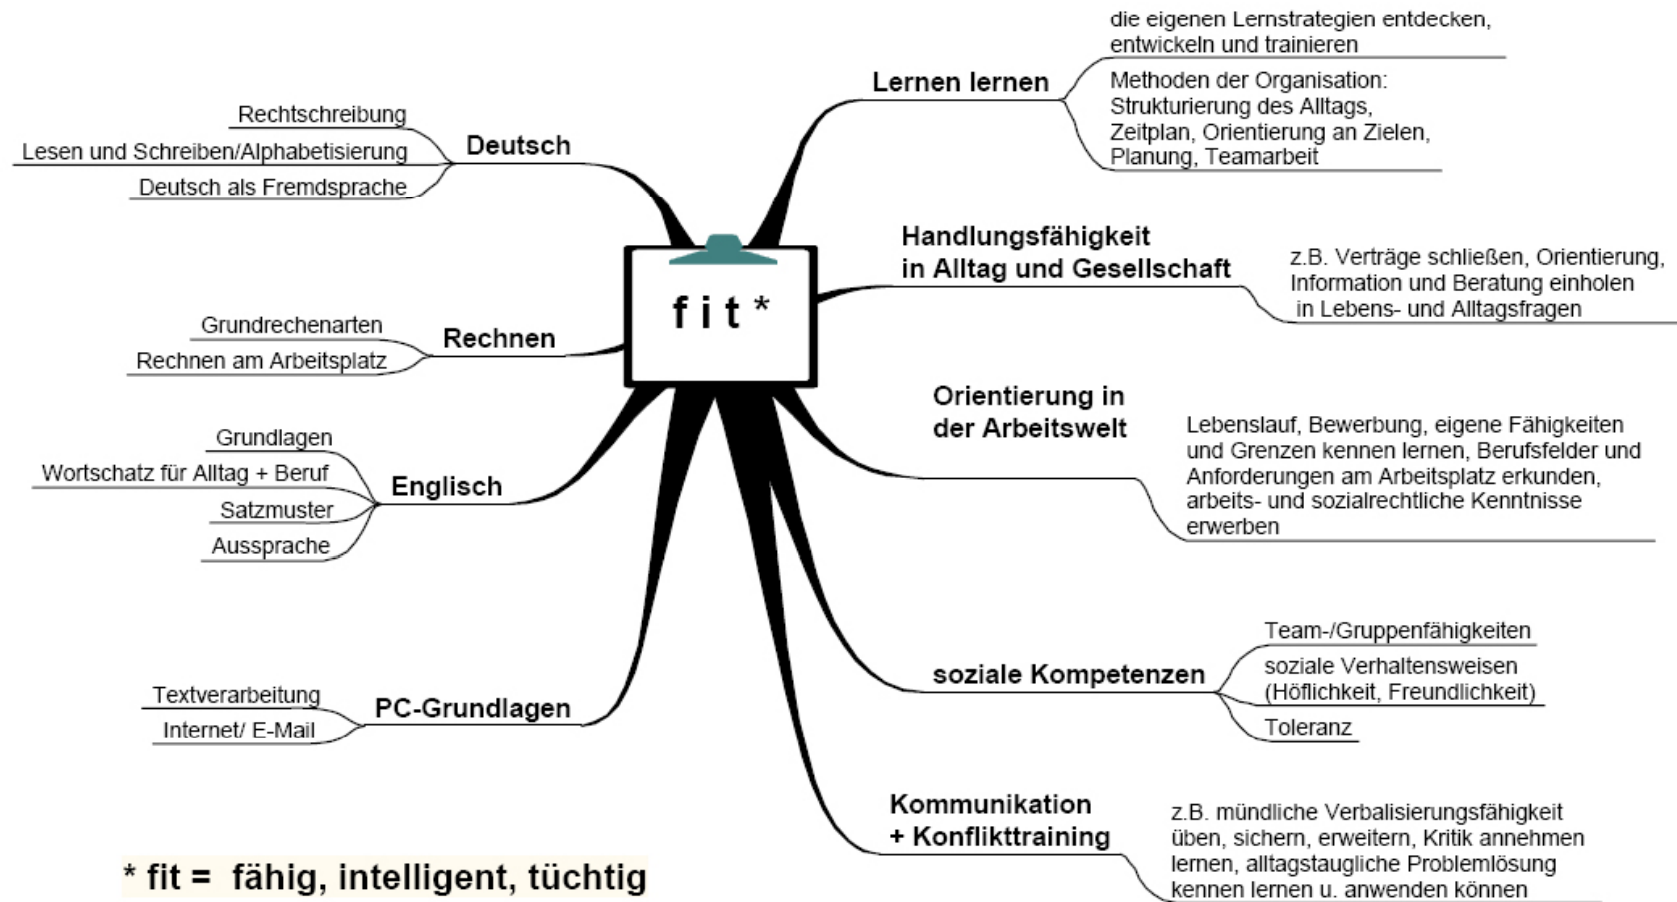 f i t *
Deutsch
Rechtschreibung
Lesen und Schreiben/Alphabetisierung
Deutsch als Fremdsprache
Rechnen
Grundrechenarten
Rechnen am Arbeitsplatz
Englisch
Grundlagen
Wortschatz für Alltag + Beruf
Satzmuster
Aussprache
PC-Grundlagen
Textverarbeitung
Internet/ E-Mail
Lernen lernen
die eigenen Lernstrategien entdecken,
entwickeln und trainieren
Methoden der Organisation:
Strukturierung des Alltags,
Zeitplan, Orientierung an Zielen,
Planung, Teamarbeit
Handlungsfähigkeit
in Alltag und Gesellschaft
z.B. Verträge schließen, Orientierung,
Information und Beratung einholen
in Lebens- und Alltagsfragen
Orientierung in
der Arbeitswelt
Lebenslauf, Bewerbung, eigene Fähigkeiten
und Grenzen kennen lernen, Berufsfelder und
Anforderungen am Arbeitsplatz erkunden,
arbeits- und sozialrechtliche Kenntnisse
erwerben
soziale Kompetenzen
Team-/Gruppenfähigkeiten
soziale Verhaltensweisen
(Höflichkeit, Freundlichkeit)
Toleranz
Kommunikation
+ Konflikttraining
z.B. mündliche Verbalisierungsfähigkeit
üben, sichern, erweitern, Kritik annehmen
lernen, alltagstaugliche Problemlösung
kennen lernen u. anwenden können
* fit = fähig, intelligent, tüchtig